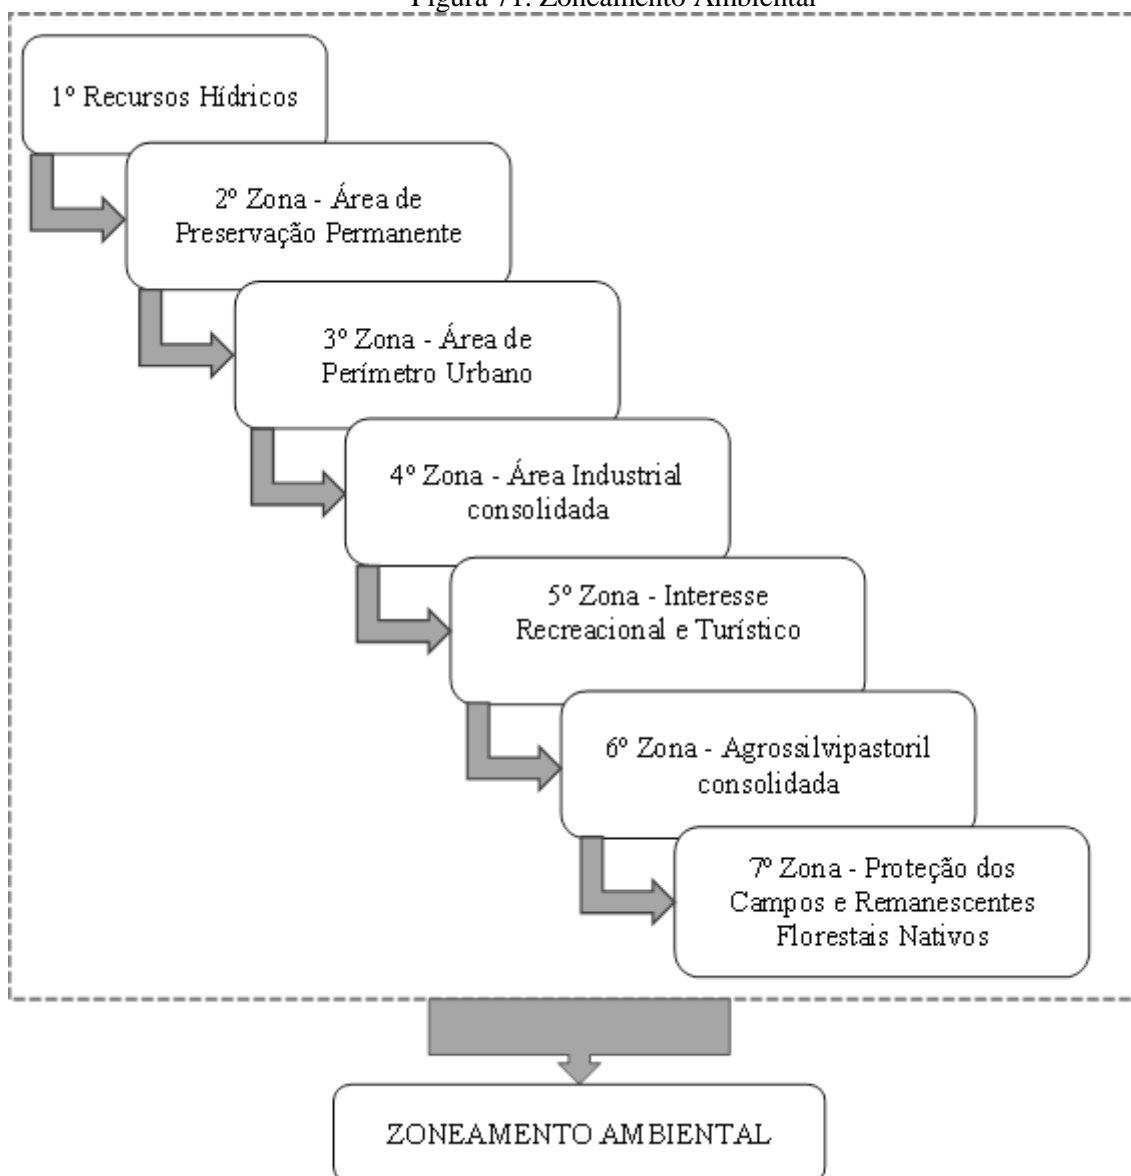 Figura 71: Zoneamento Ambiental
1º Recursos Hídricos
2º Zona - Área de
Preservação Permanente
3º Zona - Área de
Perímetro Urbano
4º Zona - Área Industrial
consolidada
5º Zona - Interesse
Recreacional e Turístico
6º Zona - Agrossilvipastoril
consolidada
7º Zona - Proteção dos
Campos e Remanescentes
Florestais Nativos
ZONEAMENTO AMBIENTAL